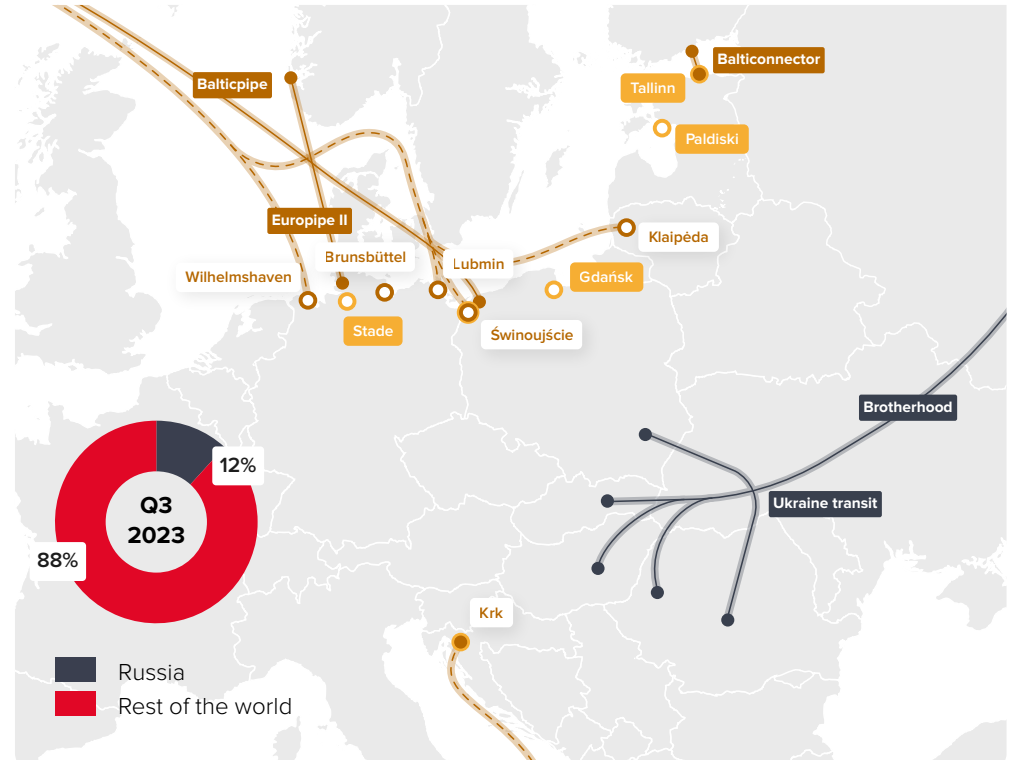 Balticconnector
Balticpipe
Tallinn
Paldiski
Europipe II
Klaipėda
Brunsbüttel
Lubmin
Wilhelmshaven
Gdańsk
Stade
Świnoujście
Brotherhood
12%
Q3
2023
Ukraine transit
88%
Krk
Russia
Rest of the world